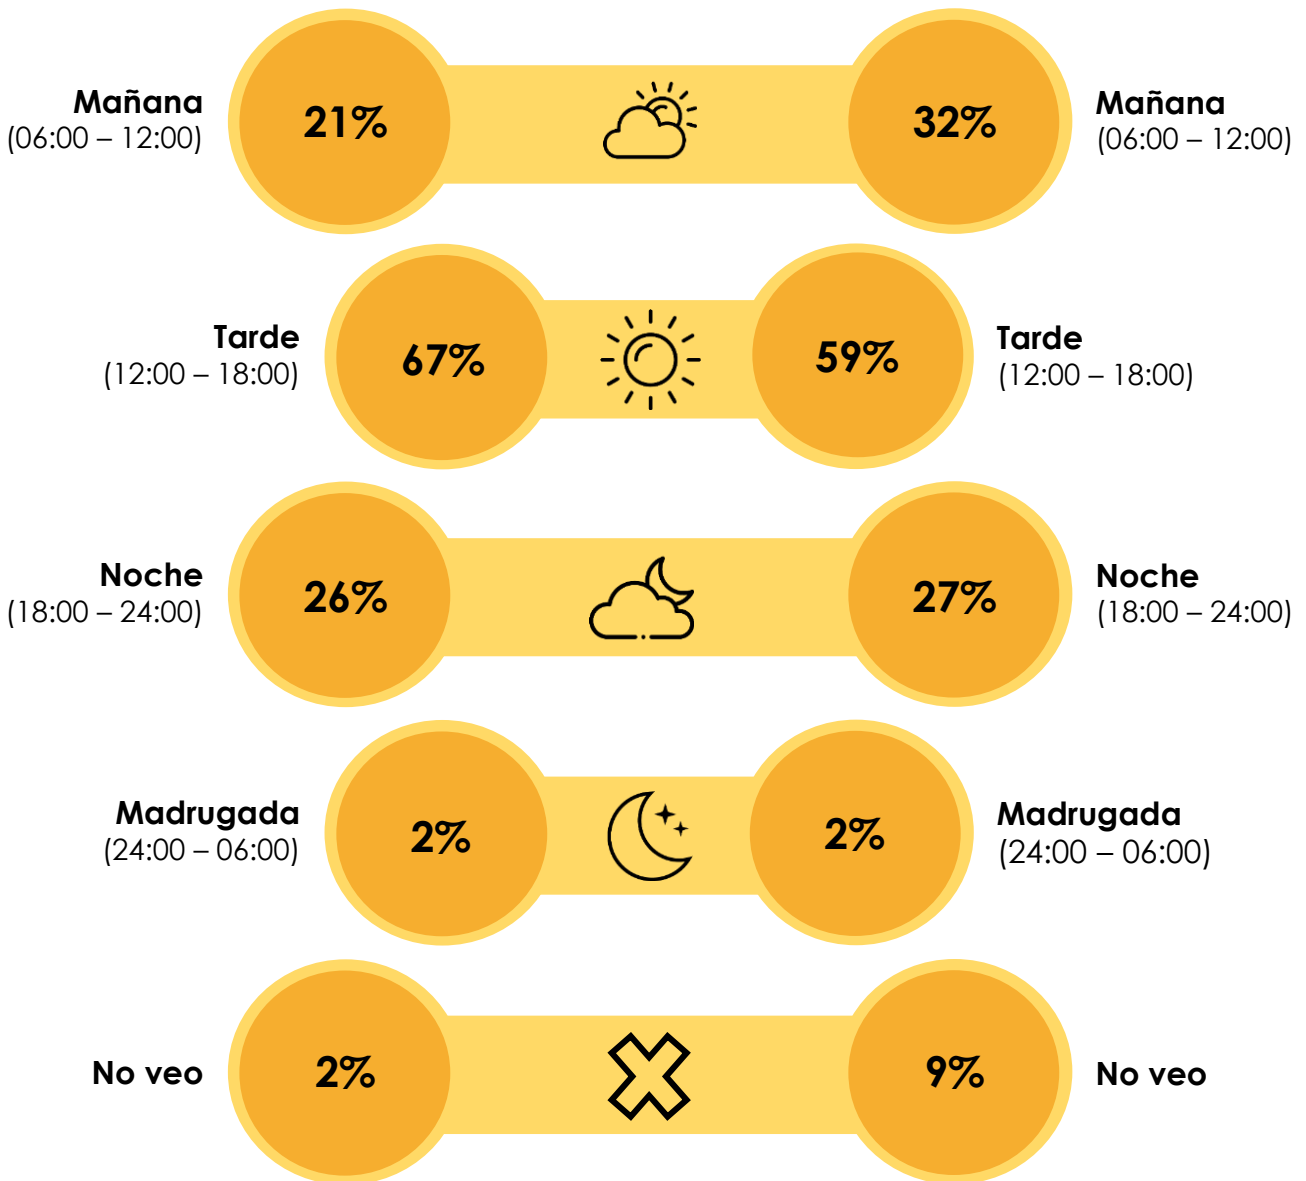 Mañana
(06:00 – 12:00)
21%
32%
Mañana
(06:00 – 12:00)
Tarde
(12:00 – 18:00)
67%
59%
Tarde
(12:00 – 18:00)
Noche
(18:00 – 24:00)
26%
27%
Noche
(18:00 – 24:00)
Madrugada
(24:00 – 06:00)
2%
2%
Madrugada
(24:00 – 06:00)
No veo
2%
9%
No veo